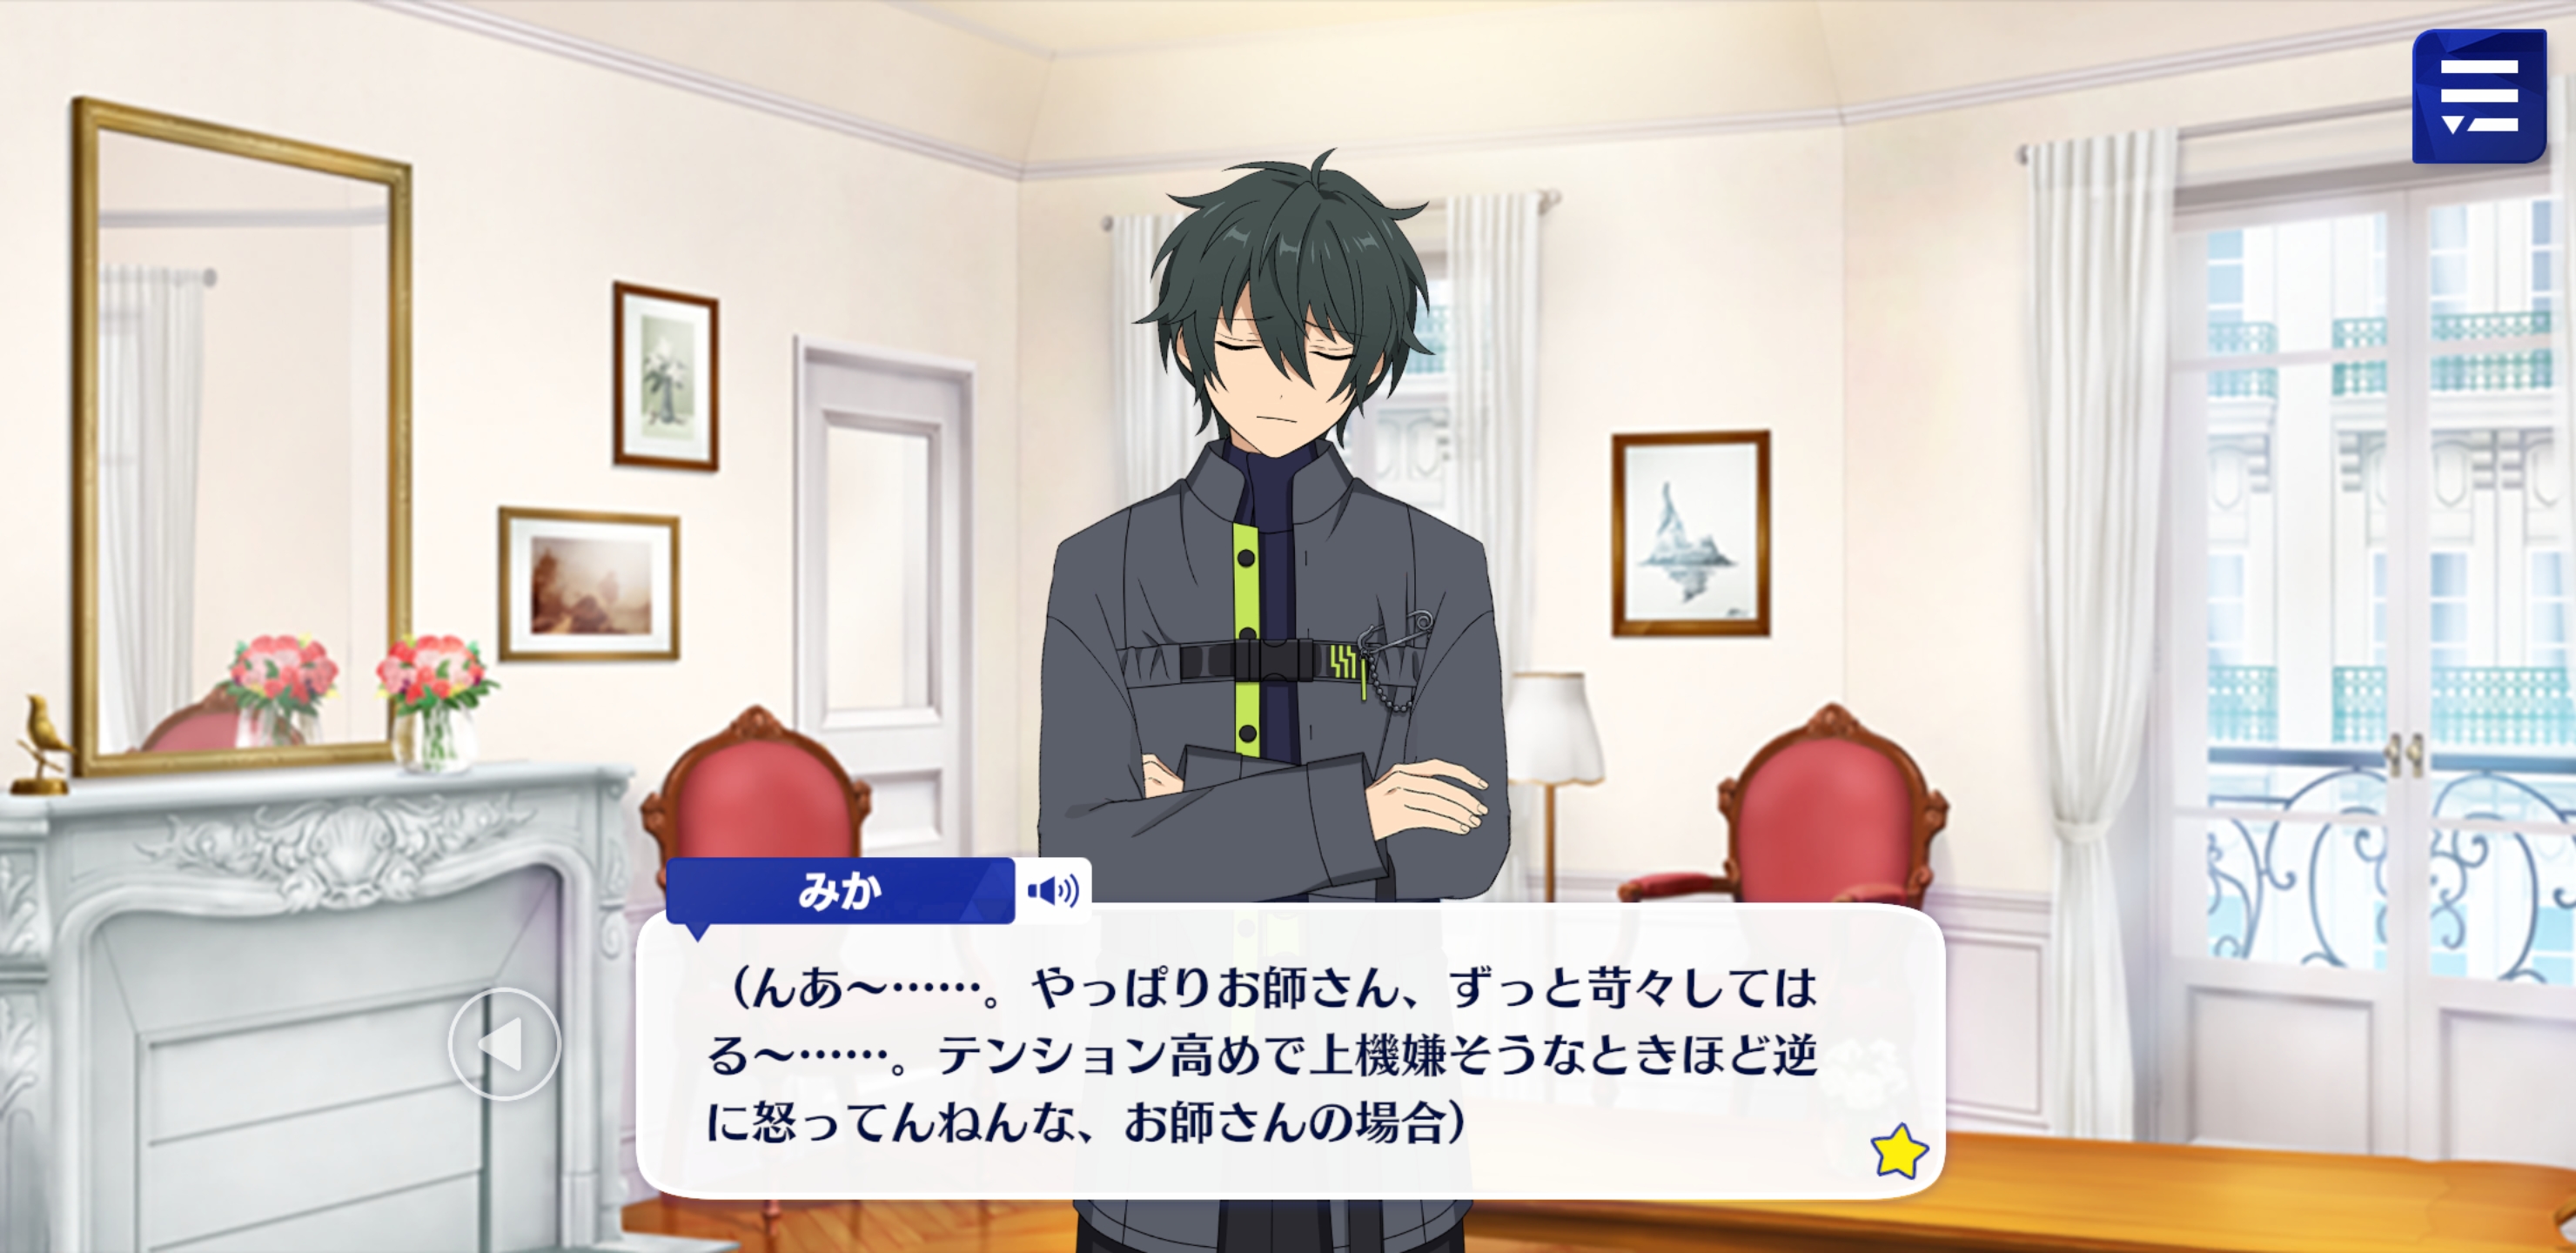 みか
（んあ～……。やっぱりお師さん、ずっと苛々しては
る～……。テンション高めで上機嫌そうなときほど逆
に怒ってんねんな、お師さんの場合）